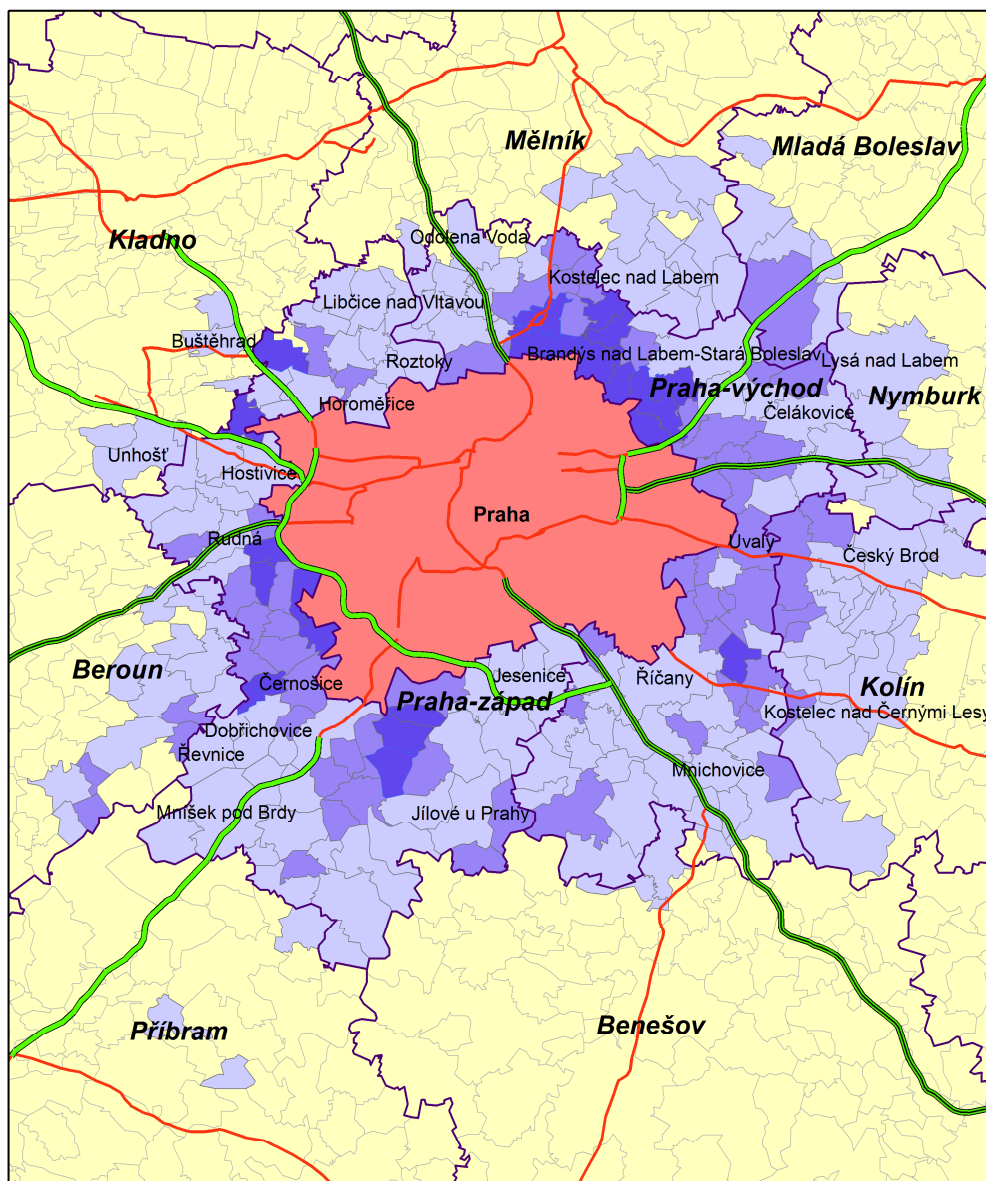 Mělník
Mladá Boleslav
Kladno
Odolena Voda
Kostelec nad Labem
Libčice nad Vltavou
Buštěhrad
Roztoky
Brandýs nad Labem-Stará Boleslav
Lysá nad Labem
Praha-východ
Nymburk
Horoměřice
Čelákovice
Unhošť
Hostivice
Praha
Rudná
Úvaly
Český Brod
Beroun
Černošice
Jesenice
Říčany
Kolín
Praha-západ
Kostelec nad Černými Lesy
Dobřichovice
Řevnice
Mnichovice
Mníšek pod Brdy
Jílové u Prahy
Příbram
Benešov